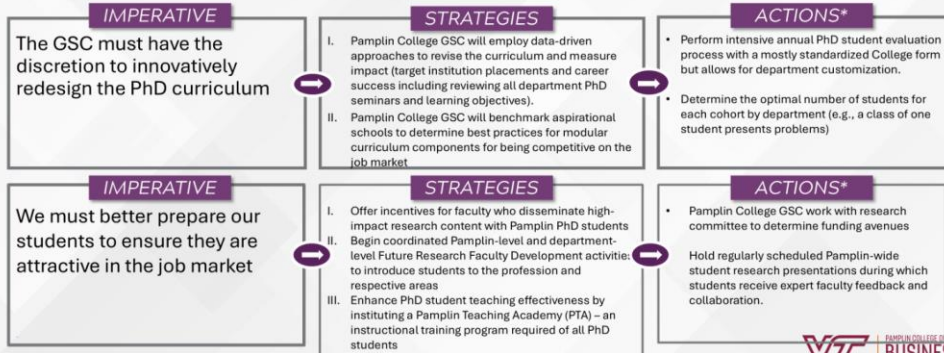 IMPERATIVE
The GSC must have the
discretion to innovatively
redesign the PhD curriculum
STRATEGIES
I. Pamplin College GSC will employ data-driven
approaches to revise the curriculum and measure
impact (target institution placements and career
success including reviewing all department PhD
seminars and learning objectives).
II. Pamplin College GSC will benchmark aspirational
schools to determine best practices for modular
curriculum components for being competitive on the
job market
ACTIONS*
• Perform intensive annual PhD student evaluation
process with a mostly standardized College form
but allows for department customization.
• Determine the optimal number of students for
each cohort by department (e.g., a class of one
student presents problems)
IMPERATIVE
We must better prepare our
students to ensure they are
attractive in the job market
STRATEGIES
I. Offer incentives for faculty who disseminate high-
impact research content with Pamplin PhD students
II. Begin coordinated Pamplin-level and department-
level Future Research Faculty Development activitie
to introduce students to the profession and
respective areas
III. Enhance PhD student teaching effectiveness by
instituting a Pamplin Teaching Academy (PTA) – an
instructional training program required of all PhD
students
ACTIONS*
• Pamplin College GSC work with research
committee to determine funding avenues
Hold regularly scheduled Pamplin-wide
student research presentations during which
students receive expert faculty feedback and
collaboration.
PAMPLIN COLLEGE